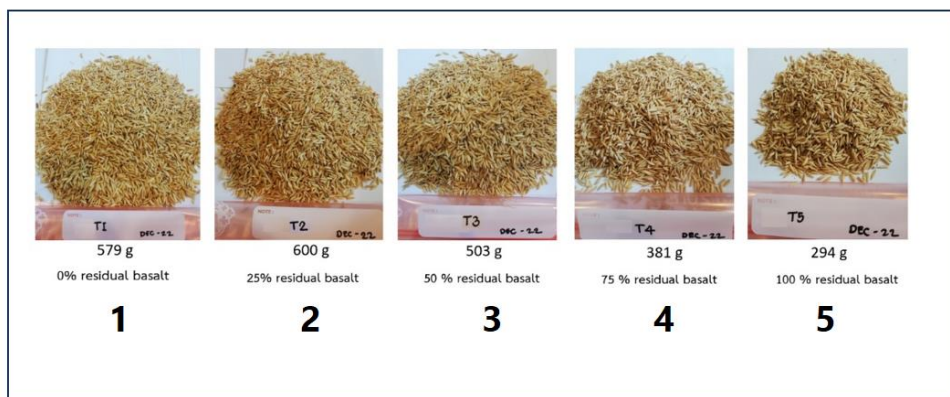 NOTE:
T1
DEC-22
NOTE:
T2
DEC-22
T3
DEC-22
T4
DEC-22
T5
DEC-22
579 g
600 g
503 g
381 g
294 g
0% residual basalt
25% residual basalt
50 % residual basalt
75 % residual basalt
100 % residual basalt
1
2
3
4
5